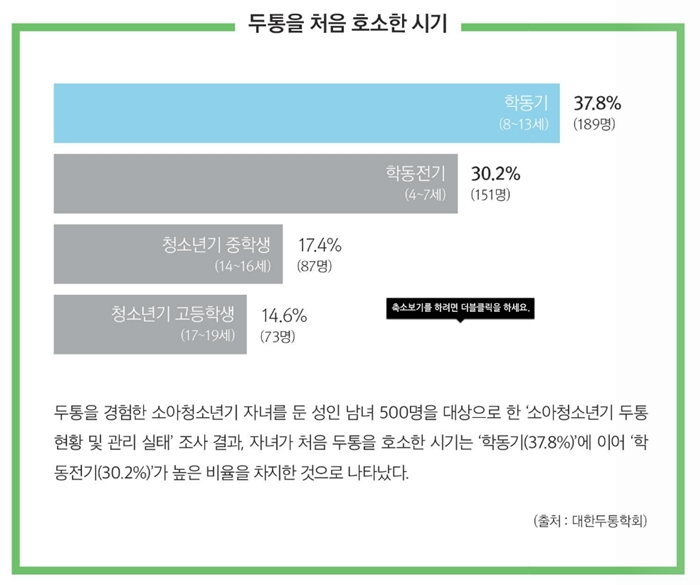 두통을 처음 호소한 시기
학동기
(8~13세)
37.8%
(189명)
학동전기
(4~7세)
30.2%
(151명)
청소년기 중학생
(14~16세)
17.4%
(87명)
청소년기 고등학생
(17~19세)
14.6%
(73명)
축소보기를 하려면 더블클릭을 하세요.
두통을 경험한 소아청소년기 자녀를 둔 성인 남녀 500명을 대상으로 한 ‘소아청소년기 두통
현황 및 관리 실태’ 조사 결과, 자녀가 처음 두통을 호소한 시기는 ‘학동기(37.8%)’에 이어 ‘학
동전기(30.2%)’가 높은 비율을 차지한 것으로 나타났다.
(출처 : 대한두통학회)